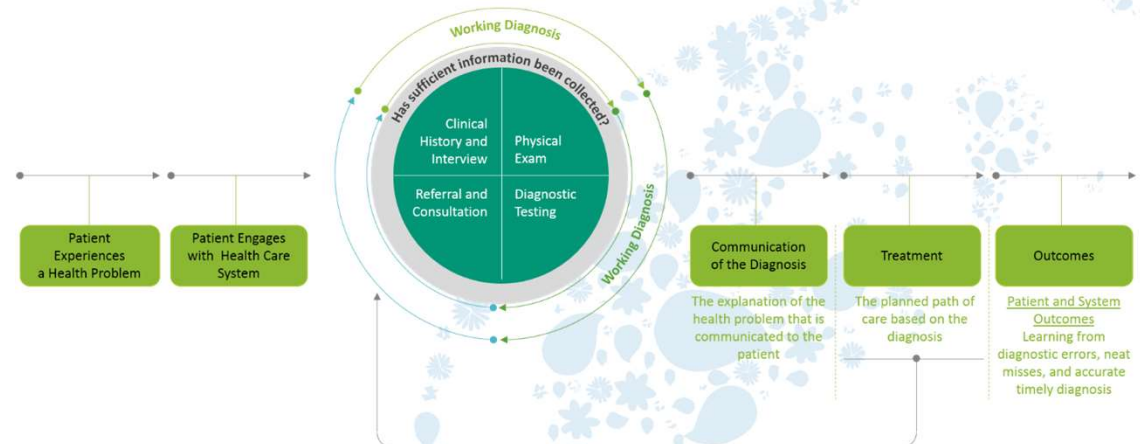 Working Diagnosis
Has sufficient information been collected?
Clinical
History and
Interview
Physical
Exam
Referral and
Consultation
Diagnostic
Testing
Working Diagnosis
Patient
Experiences
a Health Problem
Patient Engages
with Health Care
System
Communication
of the Diagnosis
The explanation of the
health problem that is
communicated to the
patient
Treatment
The planned path of
care based on the
diagnosis
Outcomes
Patient and System
Outcomes
Learning from
diagnostic errors, neat
misses, and accurate
timely diagnosis